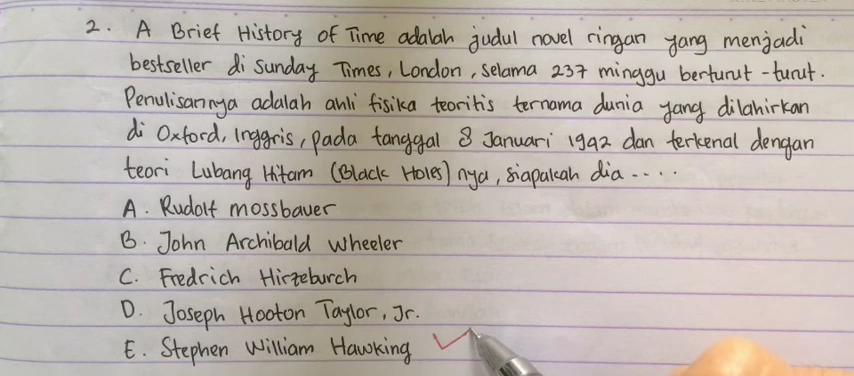 2. A Brief History of Time adalah judul novel ringan yang menjadi
bestseller di Sunday Times, London, selama 237 minggu berturut-turut.
Penulisannya adalah ahli fisika teoritis ternama dunia yang dilahirkan
di Oxford, Inggris, pada tanggal 8 Januari 1942 dan terkenal dengan
teori Lubang Hitam (Black Holes) nya, siapakah dia ....
A. Rudolf mossbauer
B. John Archibald Wheeler
C. Fredrich Hirzeburch
D. Joseph Hooton Taylor, Jr.
E. Stephen William Hawking